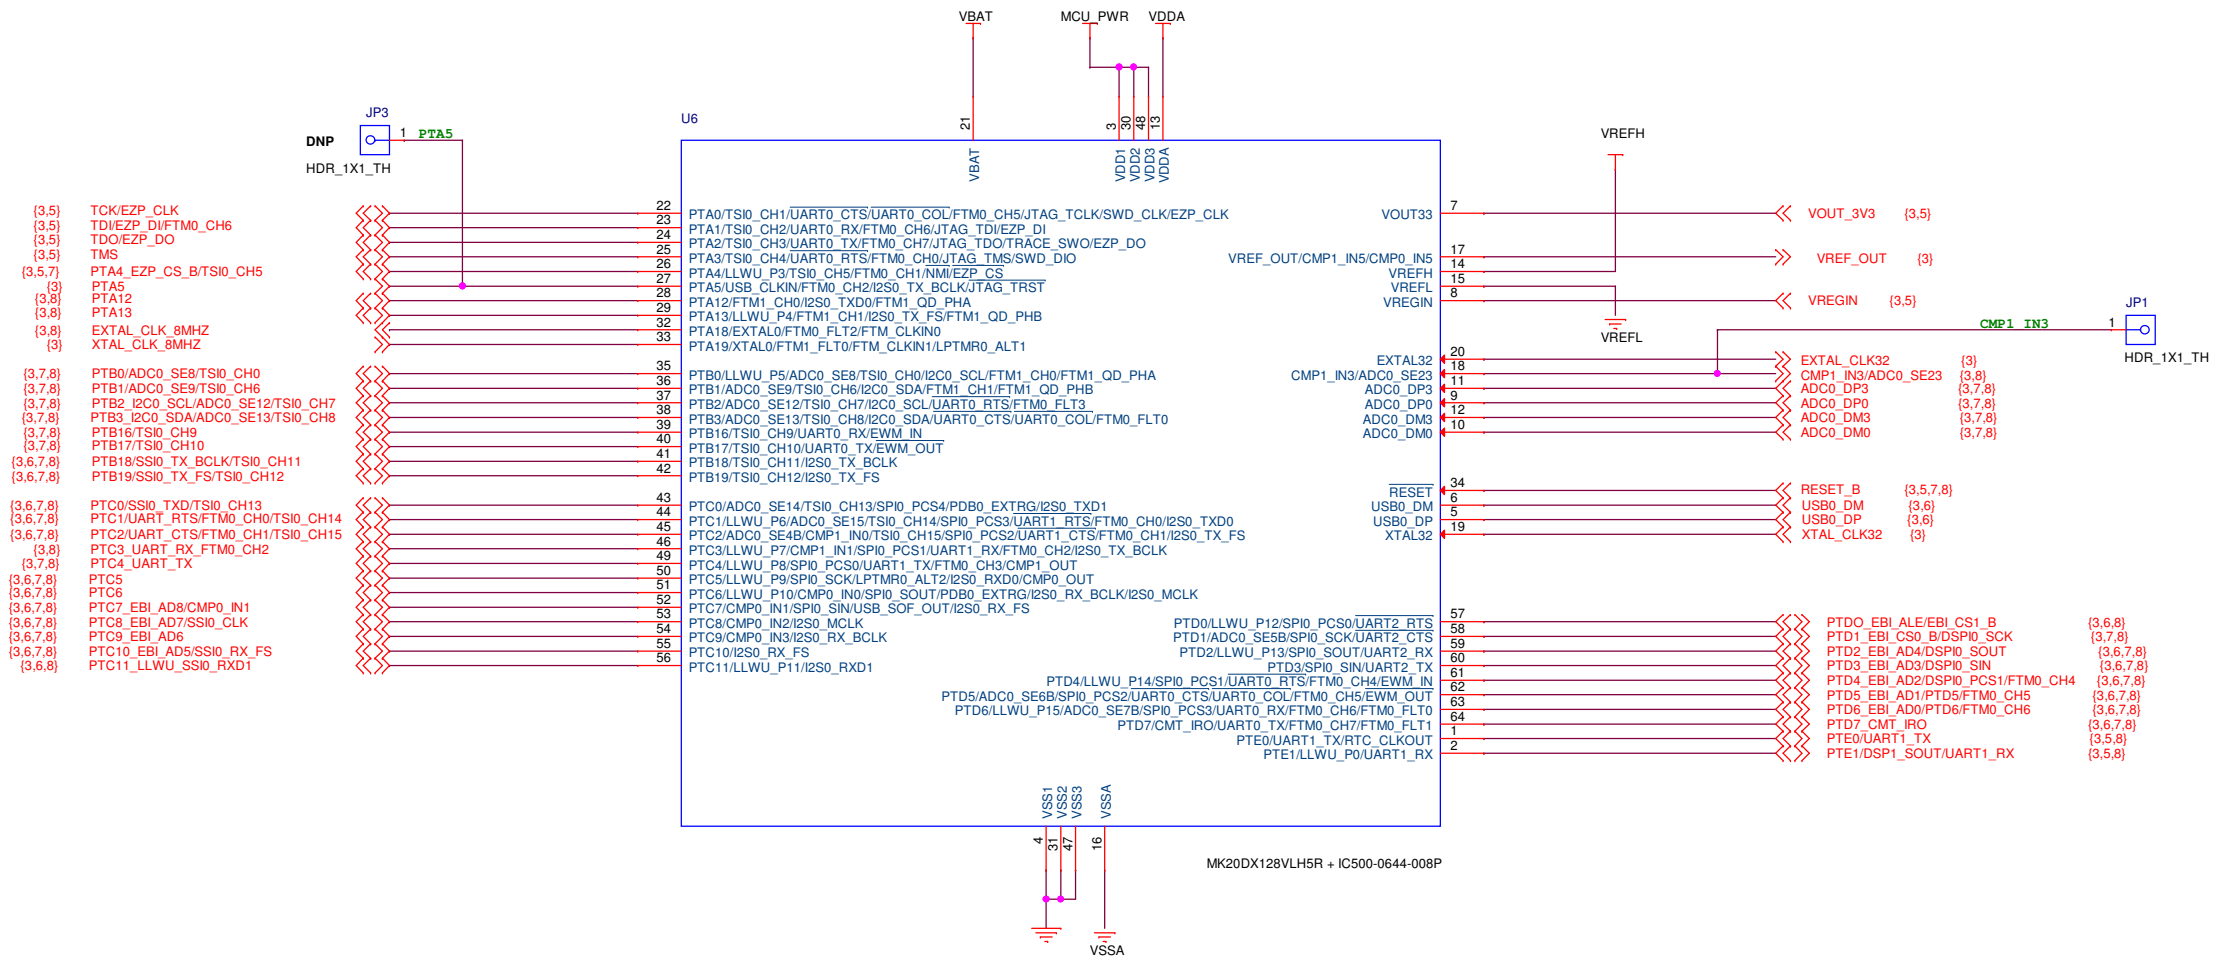 VBAT
MCU_PWR
VDDA
JP3
DNP
1
PTA5
HDR_1X1_TH
U6
21
3
30
48
13
VBAT
VDD1
VDD2
VDD3
VDDA
{3,5} TCK/EZP_CLK 22 PTA0/TSI0_CH1/UART0_CTS/UART0_COL/FTM0_CH5/JTAG_TCLK/SWD_CLK/EZP_CLK
{3,5} TDI/EZP_DI/FTM0_CH6 23 PTA1/TSI0_CH2/UART0_RX/FTM0_CH6/JTAG_TDI/EZP_DI
{3,5} TDO/EZP_DO 24 PTA2/TSI0_CH3/UART0_TX/FTM0_CH7/JTAG_TDO/TRACE_SWO/EZP_DO
{3,5} TMS 25 PTA3/TSI0_CH4/UART0_RTS/FTM0_CH0/JTAG_TMS/SWD_DIO
{3,5,7} PTA4_EZP_CS_B/TSI0_CH5 26 PTA4/LLWU_P3/TSI0_CH5/FTM0_CH1/NMI/EZP_CS
{3} PTA5 27 PTA5/USB_CLKIN/FTM0_CH2/I2S0_TX_BCLK/JTAG_TRST
{3,8} PTA12 28 PTA12/FTM1_CH0/I2S0_TXD0/FTM1_QD_PHA
{3,8} PTA13 29 PTA13/LLWU_P4/FTM1_CH1/I2S0_TX_FS/FTM1_QD_PHB
{3,8} EXTAL_CLK_8MHZ 32 PTA18/EXTAL0/FTM0_FLT2/FTM_CLKIN0
{3} XTAL_CLK_8MHZ 33 PTA19/XTAL0/FTM1_FLT0/FTM_CLKIN1/LPTMR0_ALT1
{3,7,8} PTB0/ADC0_SE8/TSI0_CH0 35 PTB0/LLWU_P5/ADC0_SE8/TSI0_CH0/I2C0_SCL/FTM1_CH0/FTM1_QD_PHA
{3,7,8} PTB1/ADC0_SE9/TSI0_CH6 36 PTB1/ADC0_SE9/TSI0_CH6/I2C0_SDA/FTM1_CH1/FTM1_QD_PHB
{3,7,8} PTB2_I2C0_SCL/ADC0_SE12/TSI0_CH7 37 PTB2/ADC0_SE12/TSI0_CH7/I2C0_SCL/UART0_RTS/FTM0_FLT3
{3,7,8} PTB3_I2C0_SDA/ADC0_SE13/TSI0_CH8 38 PTB3/ADC0_SE13/TSI0_CH8/I2C0_SDA/UART0_CTS/UART0_COL/FTM0_FLT0
{3,7,8} PTB16/TSI0_CH9 39 PTB16/TSI0_CH9/UART0_RX/EWM_IN
{3,7,8} PTB17/TSI0_CH10 40 PTB17/TSI0_CH10/UART0_TX/EWM_OUT
{3,6,7,8} PTB18/SSI0_TX_BCLK/TSI0_CH11 41 PTB18/TSI0_CH11/I2S0_TX_BCLK
{3,6,7,8} PTB19/SSI0_TX_FS/TSI0_CH12 42 PTB19/TSI0_CH12/I2S0_TX_FS
{3,6,7,8} PTC0/SSI0_TXD/TSI0_CH13 43 PTC0/ADC0_SE14/TSI0_CH13/SPI0_PCS4/PDB0_EXTRG/I2S0_TXD1
{3,6,7,8} PTC1/UART_RTS/FTM0_CH0/TSI0_CH14 44 PTC1/LLWU_P6/ADC0_SE15/TSI0_CH14/SPI0_PCS3/UART1_RTS/FTM0_CH0/I2S0_TXD0
{3,6,7,8} PTC2/UART_CTS/FTM0_CH1/TSI0_CH15 45 PTC2/ADC0_SE4B/CMP1_IN0/TSI0_CH15/SPI0_PCS2/UART1_CTS/FTM0_CH1/I2S0_TX_FS
{3,8} PTC3_UART_RX_FTM0_CH2 46 PTC3/LLWU_P7/CMP1_IN1/SPI0_PCS1/UART1_RX/FTM0_CH2/I2S0_TX_BCLK
{3,7,8} PTC4_UART_TX 49 PTC4/LLWU_P8/SPI0_PCS0/UART1_TX/FTM0_CH3/CMP1_OUT
{3,6,7,8} PTC5 50 PTC5/LLWU_P9/SPI0_SCK/LPTMR0_ALT2/I2S0_RXD0/CMP0_OUT
{3,6,7,8} PTC6 51 PTC6/LLWU_P10/CMP0_IN0/SPI0_SOUT/PDB0_EXTRG/I2S0_RX_BCLK/I2S0_MCLK
{3,6,7,8} PTC7_EBI_AD8/CMP0_IN1 52 PTC7/CMP0_IN1/SPI0_SIN/USB_SOF_OUT/I2S0_RX_FS
{3,6,7,8} PTC8_EBI_AD7/SSI0_CLK 53 PTC8/CMP0_IN2/I2S0_MCLK
{3,6,7,8} PTC9_EBI_AD6 54 PTC9/CMP0_IN3/I2S0_RX_BCLK
{3,6,7,8} PTC10_EBI_AD5/SSI0_RX_FS 55 PTC10/I2S0_RX_FS
{3,6,8} PTC11_LLWU_SSI0_RXD1 56 PTC11/LLWU_P11/I2S0_RXD1
VREFH
VOUT33 7 VOUT_3V3 {3,5}
VREF_OUT/CMP1_IN5/CMP0_IN5 17 VREF_OUT {3}
VREFH 14
VREFL 15
VREGIN 8 VREGIN {3,5}
VREFL
CMP1_IN3
1
JP1
HDR_1X1_TH
EXTAL32 20 EXTAL_CLK32 {3}
CMP1_IN3/ADC0_SE23 18 CMP1_IN3/ADC0_SE23 {3,8}
ADC0_DP3 11 ADC0_DP3 {3,7,8}
ADC0_DP0 9 ADC0_DP0 {3,7,8}
ADC0_DM3 12 ADC0_DM3 {3,7,8}
ADC0_DM0 10 ADC0_DM0 {3,7,8}
RESET 34 RESET_B {3,5,7,8}
USB0_DM 6 USB0_DM {3,6}
USB0_DP 5 USB0_DP {3,6}
XTAL32 19 XTAL_CLK32 {3}
PTD0/LLWU_P12/SPI0_PCS0/UART2_RTS 57 PTDO_EBI_ALE/EBI_CS1_B {3,6,8}
PTD1/ADC0_SE5B/SPI0_SCK/UART2_CTS 58 PTD1_EBI_CS0_B/DSPI0_SCK {3,7,8}
PTD2/LLWU_P13/SPI0_SOUT/UART2_RX 59 PTD2_EBI_AD4/DSPI0_SOUT {3,6,7,8}
PTD3/SPI0_SIN/UART2_TX 60 PTD3_EBI_AD3/DSPI0_SIN {3,6,7,8}
PTD4/LLWU_P14/SPI0_PCS1/UART0_RTS/FTM0_CH4/EWM_IN 61 PTD4_EBI_AD2/DSPI0_PCS1/FTM0_CH4 {3,6,7,8}
PTD5/ADC0_SE6B/SPI0_PCS2/UART0_CTS/UART0_COL/FTM0_CH5/EWM_OUT 62 PTD5_EBI_AD1/PTD5/FTM0_CH5 {3,6,7,8}
PTD6/LLWU_P15/ADC0_SE7B/SPI0_PCS3/UART0_RX/FTM0_CH6/FTM0_FLT0 63 PTD6_EBI_AD0/PTD6/FTM0_CH6 {3,6,7,8}
PTD7/CMT_IRO/UART0_TX/FTM0_CH7/FTM0_FLT1 64 PTD7_CMT_IRO {3,6,7,8}
PTE0/UART1_TX/RTC_CLKOUT 1 PTE0/UART1_TX {3,5,8}
PTE1/LLWU_P0/UART1_RX 2 PTE1/DSP1_SOUT/UART1_RX {3,5,8}
VSS1
VSS2
VSS3
VSSA
4
31
47
16
MK20DX128VLH5R + IC500-0644-008P
VSSA